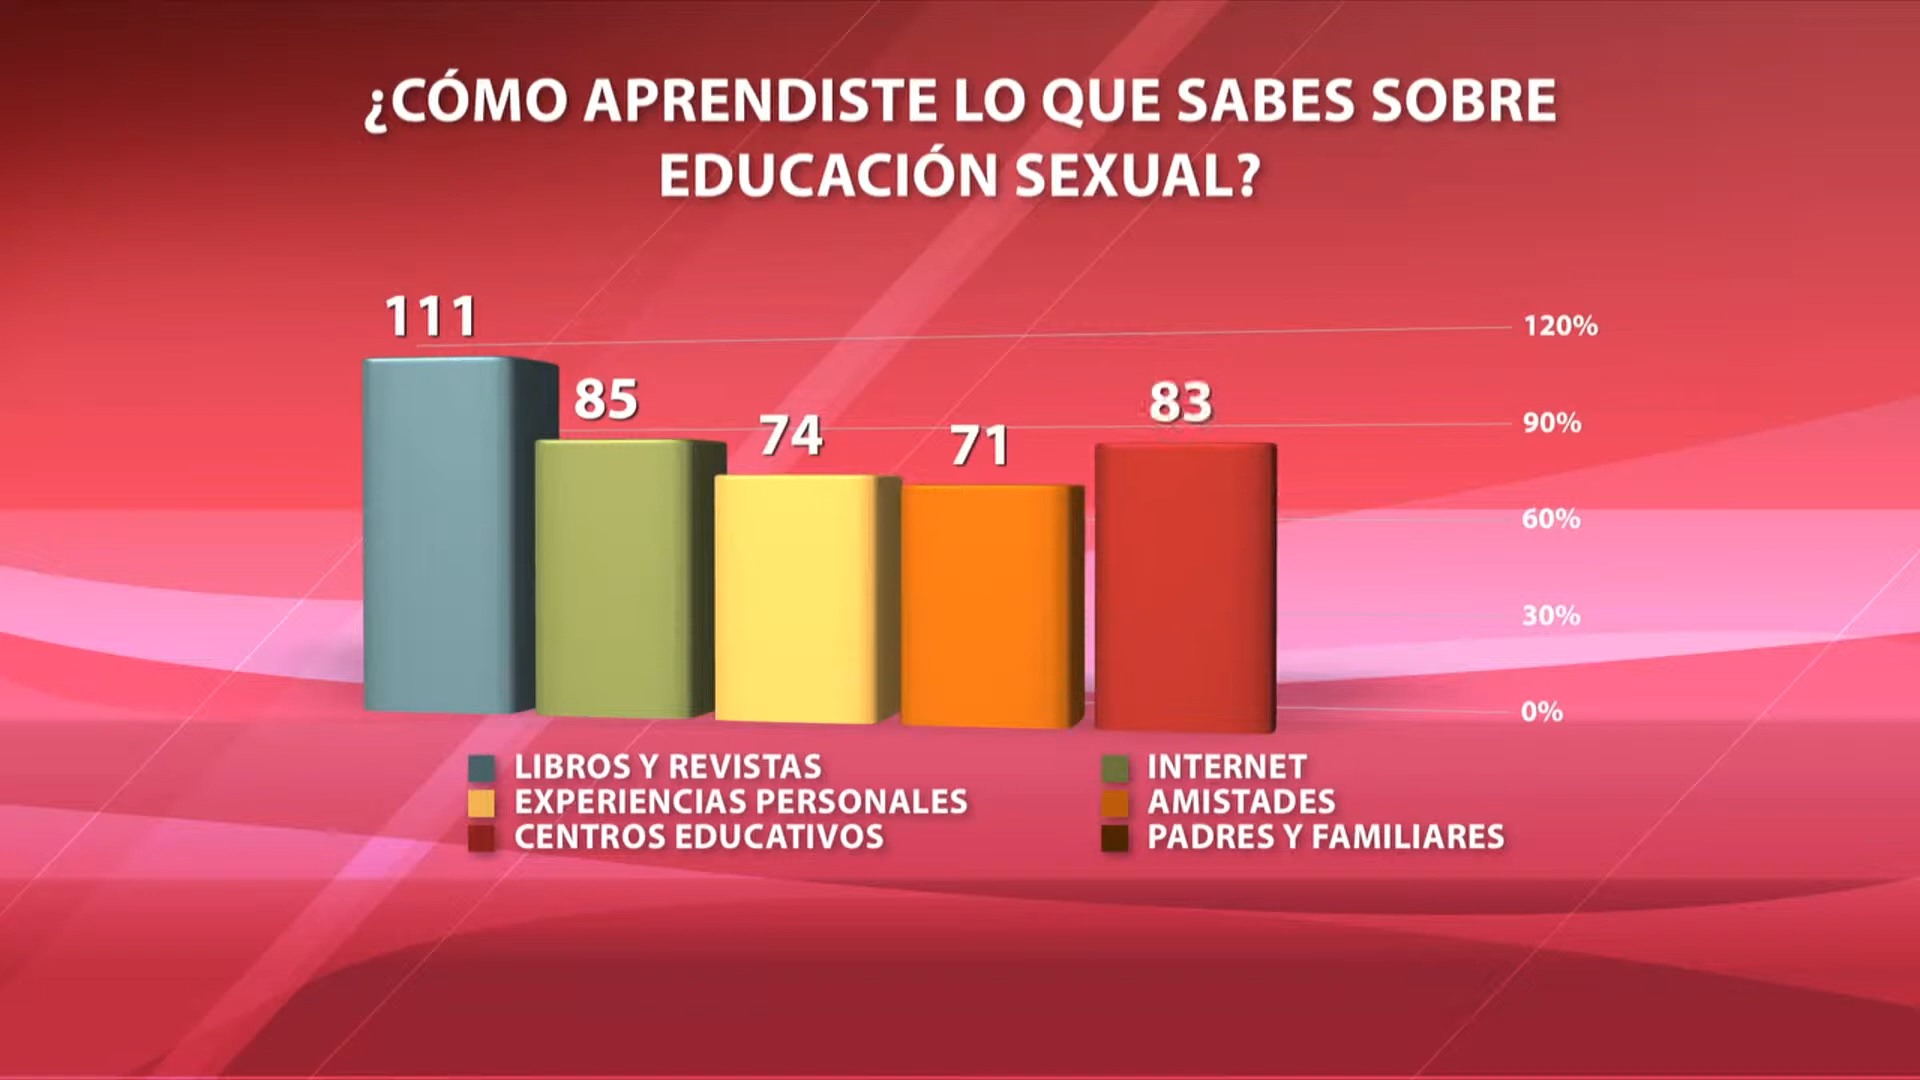 ¿CÓMO APRENDISTE LO QUE SABES SOBRE
EDUCACIÓN SEXUAL?
111
85
74
71
83
120%
90%
60%
30%
0%
LIBROS Y REVISTAS
INTERNET
EXPERIENCIAS PERSONALES
AMISTADES
CENTROS EDUCATIVOS
PADRES Y FAMILIARES